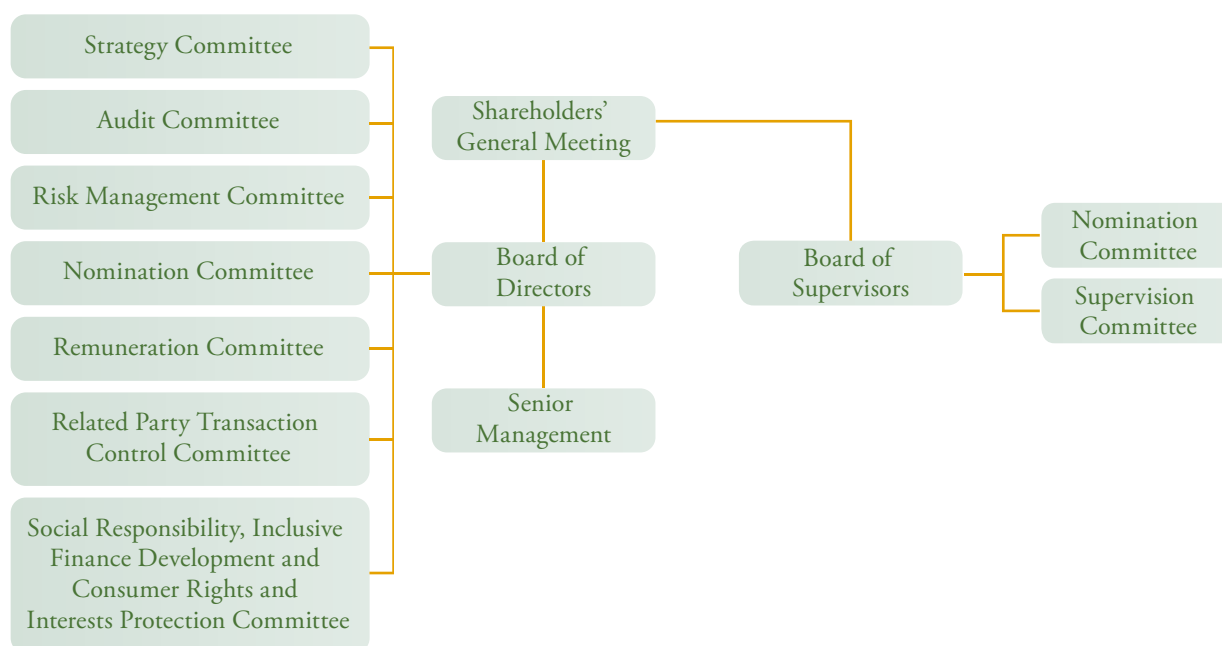 Strategy Committee
Audit Committee
Risk Management Committee
Nomination Committee
Remuneration Committee
Related Party Transaction
Control Committee
Social Responsibility, Inclusive
Finance Development and
Consumer Rights and
Interests Protection Committee
Shareholders’
General Meeting
Board of
Directors
Senior
Management
Board of
Supervisors
Nomination
Committee
Supervision
Committee